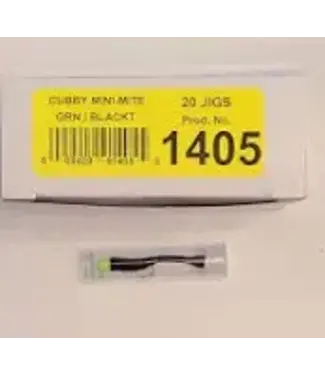 CUBBY MINI-MITE 20 JIGS
GRN / BLACKT Prod. No.
1405